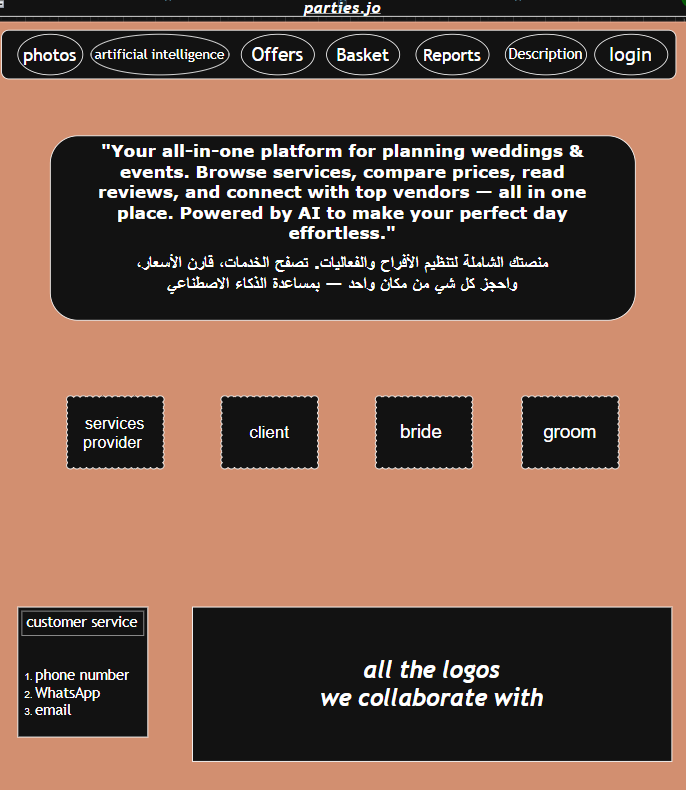 parties.jo
photos
artificial intelligence
Offers
Basket
Reports
Description
login
"Your all-in-one platform for planning weddings &
events. Browse services, compare prices, read
reviews, and connect with top vendors — all in one
place. Powered by AI to make your perfect day
effortless."
منصتك الشاملة لتنظيم الأفراح والفعاليات. تصفح الخدمات، قارن الأسعار،
واحجز كل شي من مكان واحد — بمساعدة الذكاء الاصطناعي
services
provider
client
bride
groom
customer service
1. phone number
2. WhatsApp
3. email
all the logos
we collaborate with